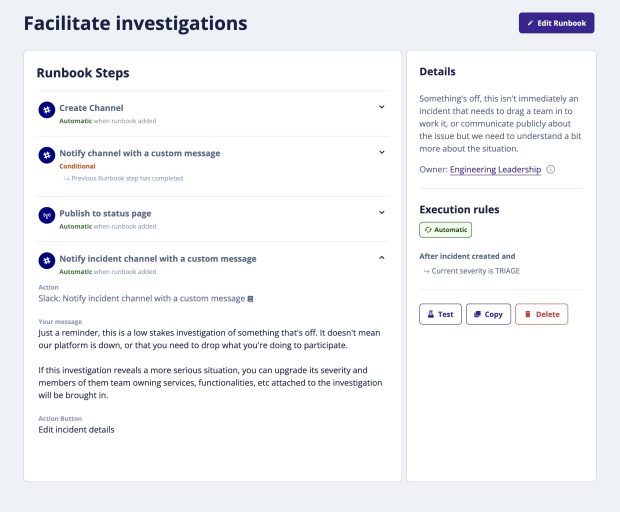 Facilitate investigations
Edit Runbook
Runbook Steps
Create Channel
Automatic when runbook added
Notify channel with a custom message
Conditional
Previous Runbook step has completed
Publish to status page
Automatic when runbook added
Notify incident channel with a custom message
Automatic when runbook added
Action
Slack: Notify incident channel with a custom message
Your message
Just a reminder, this is a low stakes investigation of something that's off. It doesn't mean
our platform is down, or that you need to drop what you're doing to participate.
If this investigation reveals a more serious situation, you can upgrade its severity and
members of them team owning services, functionalities, etc attached to the investigation
will be brought in.
Action Button
Edit incident details
Details
Something's off, this isn't immediately an
incident that needs to drag a team in to
work it, or communicate publicly about
the issue but we need to understand a bit
more about the situation.
Owner: Engineering Leadership
Execution rules
Automatic
After incident created and
Current severity is TRIAGE
Test
Copy
Delete